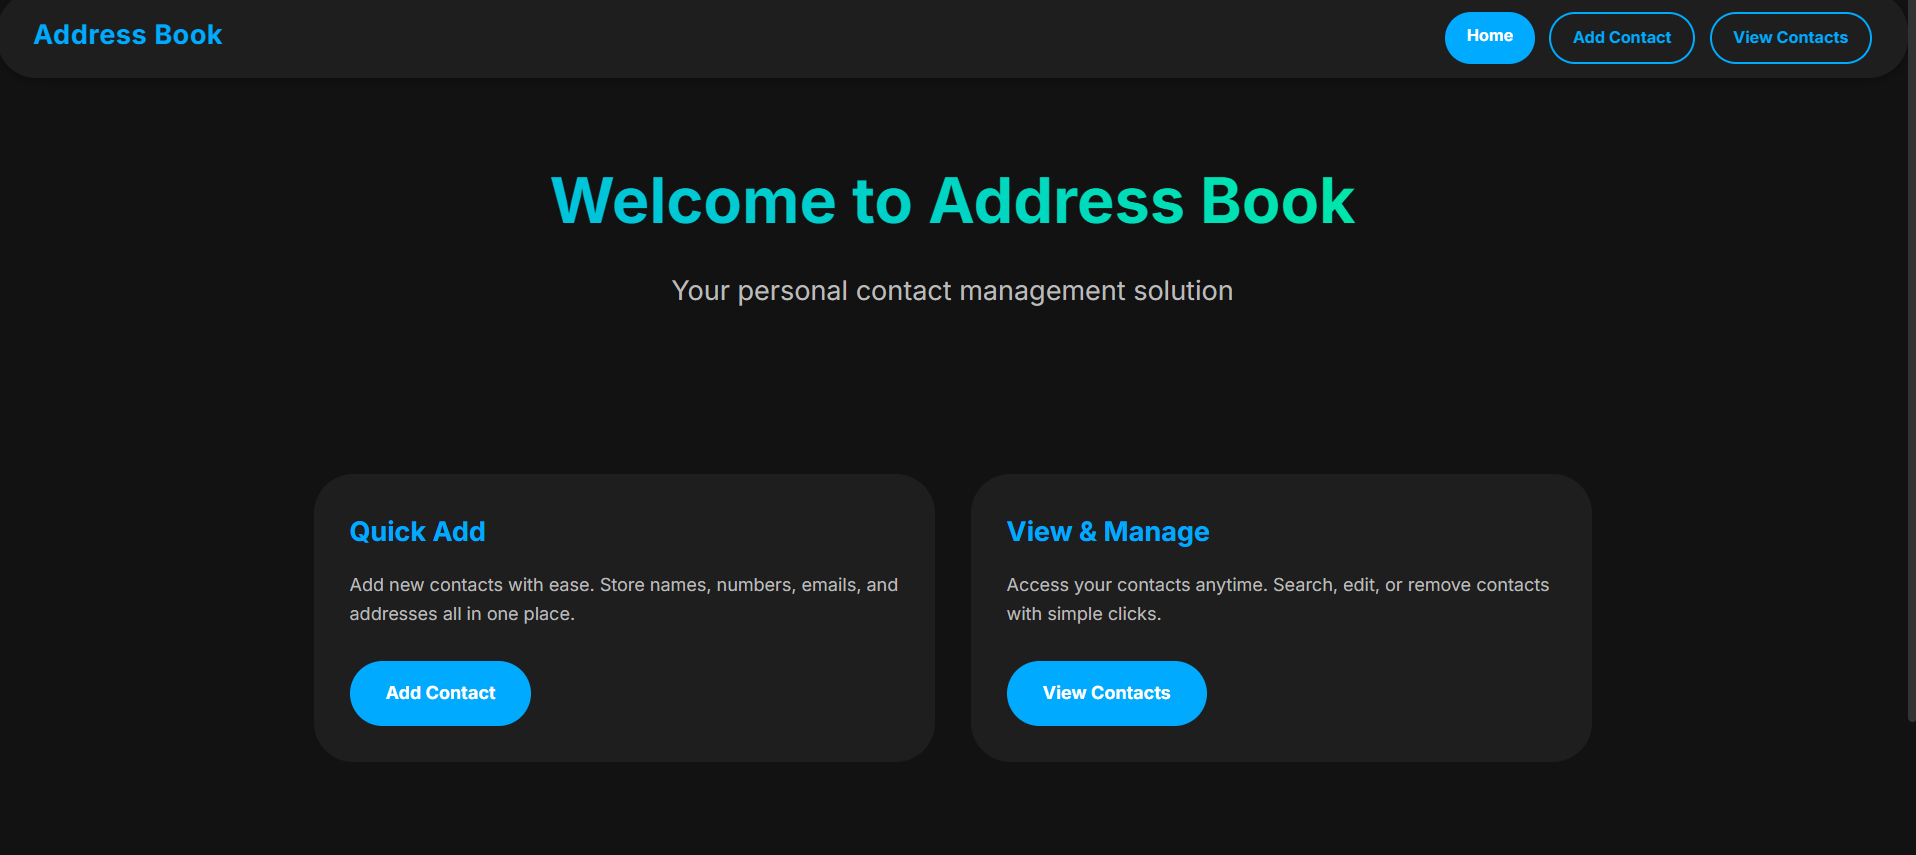 Address Book
Home
Add Contact
View Contacts
Welcome to Address Book
Your personal contact management solution
Quick Add
Add new contacts with ease. Store names, numbers, emails, and
addresses all in one place.
Add Contact
View & Manage
Access your contacts anytime. Search, edit, or remove contacts
with simple clicks.
View Contacts